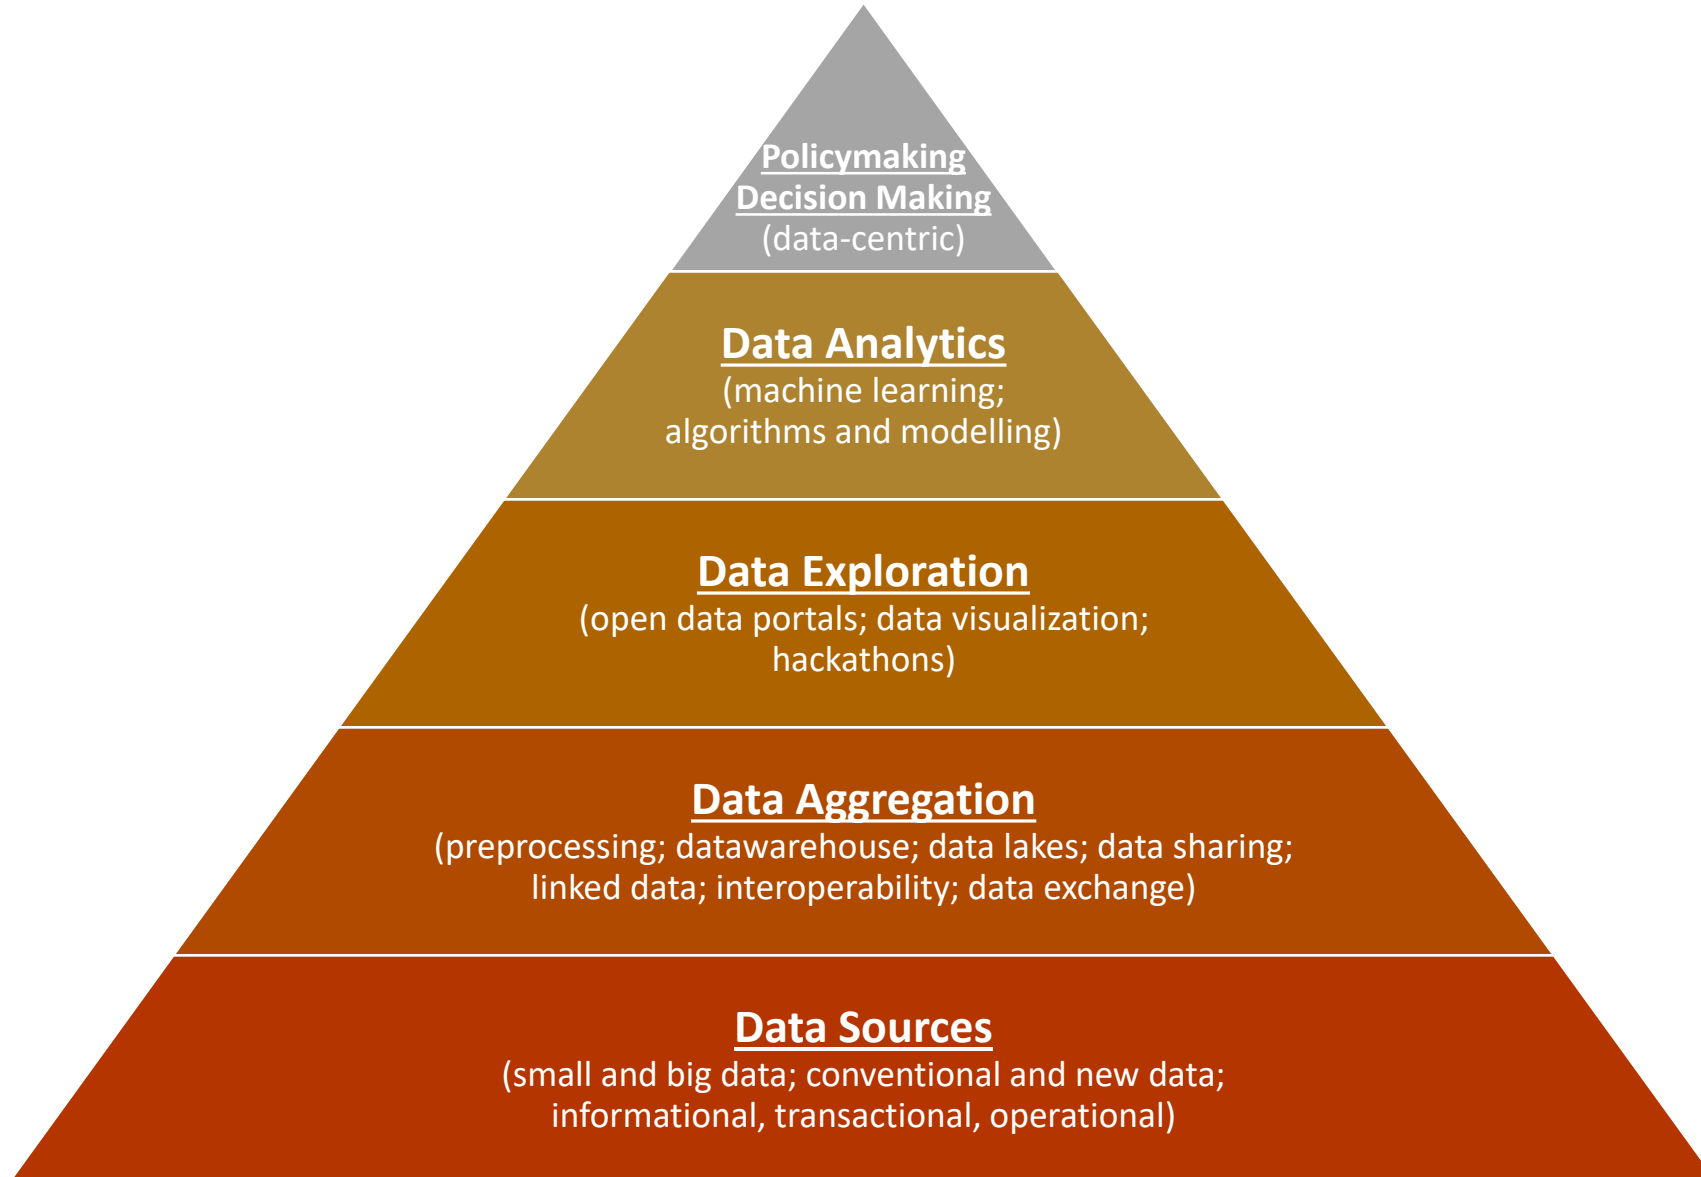 Policymaking
Decision Making
(data-centric)
Data Analytics
(machine learning;
algorithms and modelling)
Data Exploration
(open data portals; data visualization;
hackathons)
Data Aggregation
(preprocessing; datawarehouse; data lakes; data sharing;
linked data; interoperability; data exchange)
Data Sources
(small and big data; conventional and new data;
informational, transactional, operational)